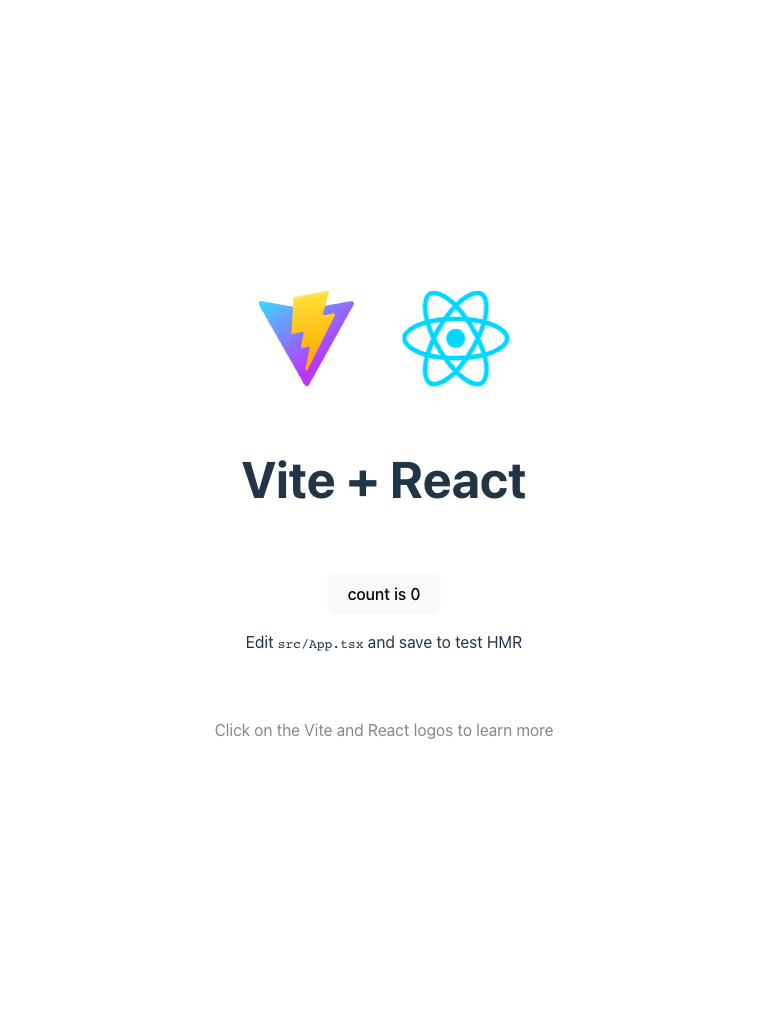 Vite + React
count is 0
Edit src/App.tsx and save to test HMR
Click on the Vite and React logos to learn more